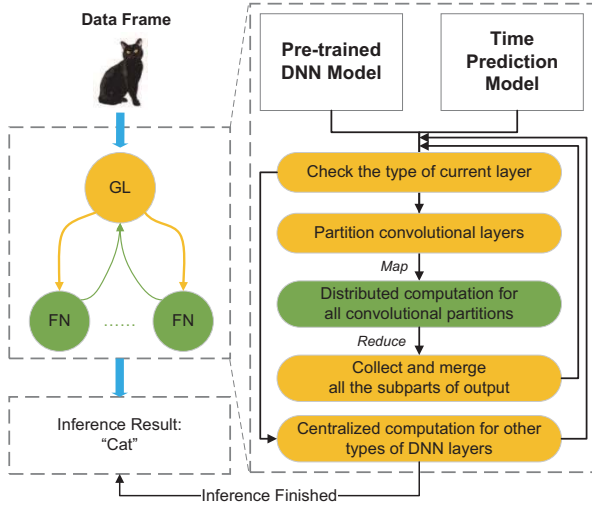 Data Frame
GL
FN
......
FN
Inference Result:
“Cat”
Pre-trained
DNN Model
Time
Prediction
Model
Check the type of current layer
Partition convolutional layers
Map
Distributed computation for
all convolutional partitions
Reduce
Collect and merge
all the subparts of output
Centralized computation for other
types of DNN layers
Inference Finished